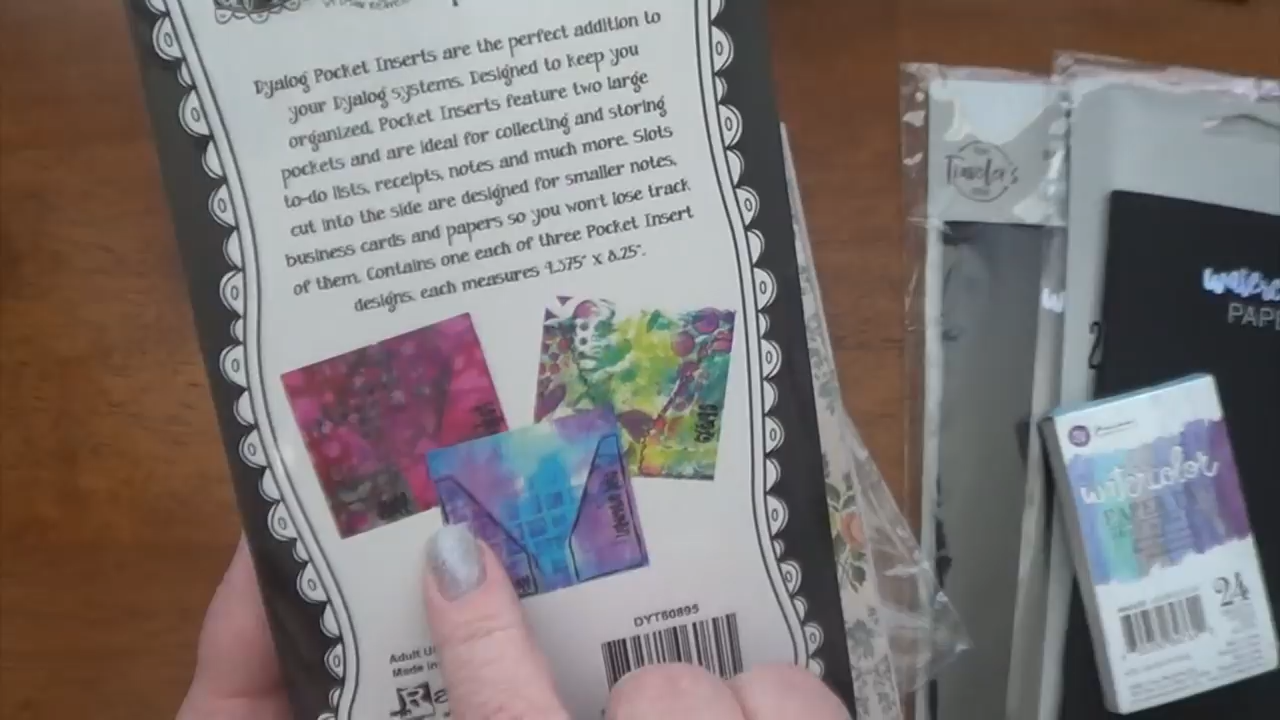 Dyalog Pocket Inserts are the perfect addition to
your Dyalog systems. Designed to keep you
organized, Pocket Inserts feature two large
pockets and are ideal for collecting and storing
to-do lists, receipts, notes and much more. Slots
cut into the side are designed for smaller notes,
business cards and papers so you won't lose track
of them. Contains one each of three Pocket Insert
designs, each measures 4.375" x 8.25".
DYT60895
Adult
Made in
Traveler's
PAP
watercolor
24